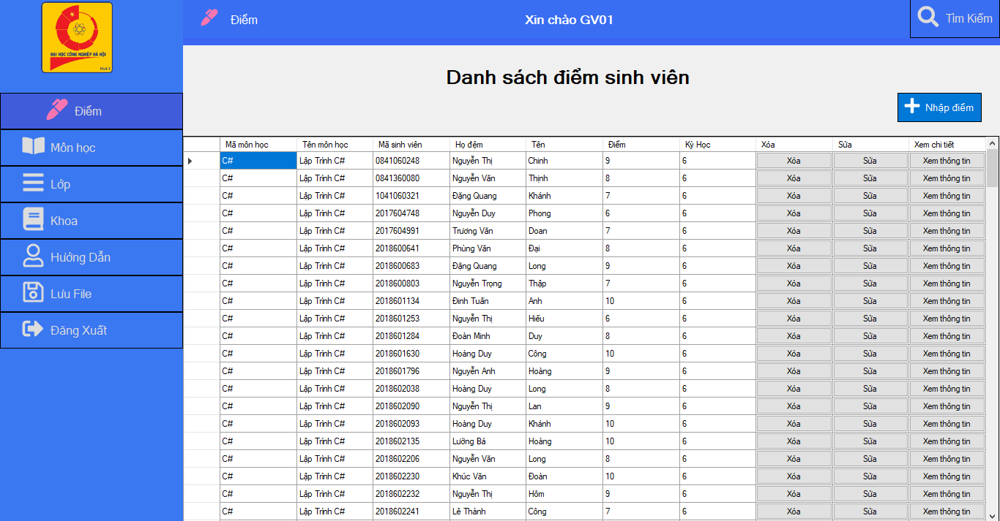 ĐẠI HỌC CÔNG NGHIỆP HÀ NỘI
HaUI
Điểm
Xin chào GV01
Tìm Kiếm
Danh sách điểm sinh viên
Nhập điểm
Điểm
Môn học
Lớp
Khoa
Hướng Dẫn
Lưu File
Đăng Xuất
Mã môn học Tên môn học Mã sinh viên Họ đệm Tên Điểm Kỳ Học Xóa Sửa Xem chi tiết
C# Lập Trình C# 0841060248 Nguyễn Thị Chinh 9 6 Xóa Sửa Xem thông tin
C# Lập Trình C# 0841360080 Nguyễn Văn Thịnh 8 6 Xóa Sửa Xem thông tin
C# Lập Trình C# 1041060321 Đặng Quang Khánh 7 6 Xóa Sửa Xem thông tin
C# Lập Trình C# 2017604748 Nguyễn Duy Phong 6 6 Xóa Sửa Xem thông tin
C# Lập Trình C# 2017604991 Trương Văn Doan 7 6 Xóa Sửa Xem thông tin
C# Lập Trình C# 2018600641 Phùng Văn Đại 8 6 Xóa Sửa Xem thông tin
C# Lập Trình C# 2018600683 Đặng Quang Long 9 6 Xóa Sửa Xem thông tin
C# Lập Trình C# 2018600803 Nguyễn Trọng Thập 7 6 Xóa Sửa Xem thông tin
C# Lập Trình C# 2018601134 Đinh Tuấn Anh 10 6 Xóa Sửa Xem thông tin
C# Lập Trình C# 2018601253 Nguyễn Thị Hiếu 6 6 Xóa Sửa Xem thông tin
C# Lập Trình C# 2018601284 Đoàn Minh Duy 8 6 Xóa Sửa Xem thông tin
C# Lập Trình C# 2018601630 Hoàng Duy Công 10 6 Xóa Sửa Xem thông tin
C# Lập Trình C# 2018601796 Nguyễn Anh Hoàng 9 6 Xóa Sửa Xem thông tin
C# Lập Trình C# 2018602038 Hoàng Duy Long 8 6 Xóa Sửa Xem thông tin
C# Lập Trình C# 2018602090 Nguyễn Thị Lan 9 6 Xóa Sửa Xem thông tin
C# Lập Trình C# 2018602093 Hoàng Duy Khánh 10 6 Xóa Sửa Xem thông tin
C# Lập Trình C# 2018602135 Lường Bá Hoàng 10 6 Xóa Sửa Xem thông tin
C# Lập Trình C# 2018602206 Nguyễn Văn Long 8 6 Xóa Sửa Xem thông tin
C# Lập Trình C# 2018602230 Khúc Văn Đoàn 10 6 Xóa Sửa Xem thông tin
C# Lập Trình C# 2018602232 Nguyễn Thị Hôm 9 6 Xóa Sửa Xem thông tin
C# Lập Trình C# 2018602241 Lê Thành Công 7 6 Xóa Sửa Xem thông tin